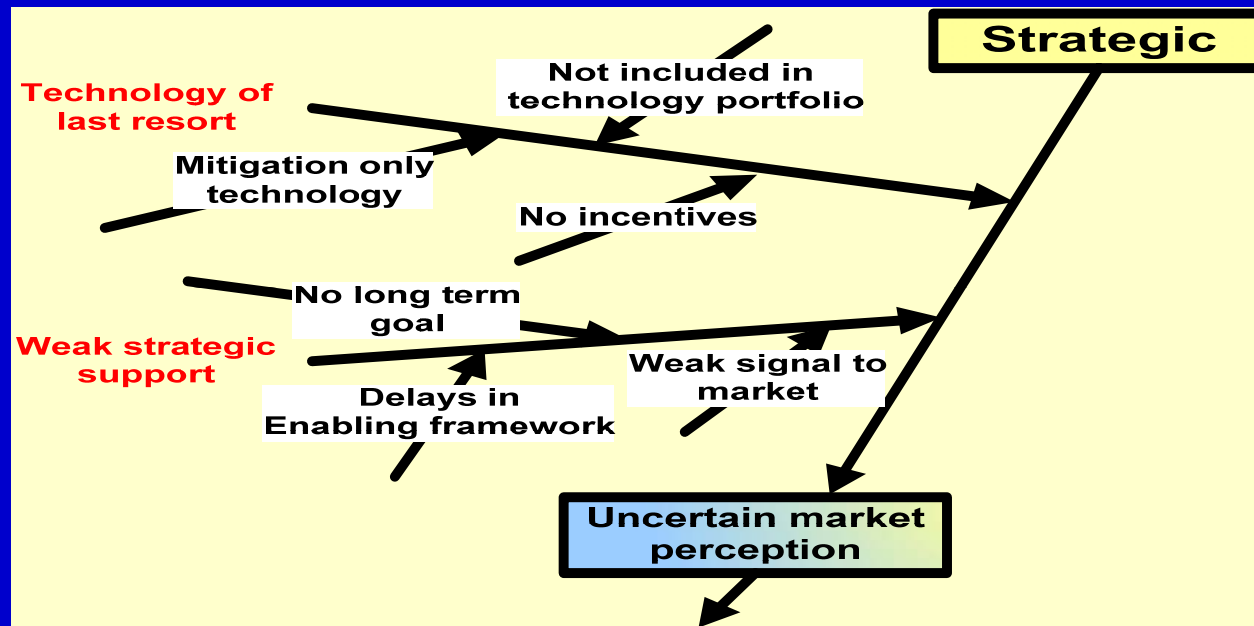 Strategic
Technology of
last resort
Not included in
technology portfolio
Mitigation only
technology
No incentives
No long term
goal
Weak strategic
support
Weak signal to
market
Delays in
Enabling framework
Uncertain market
perception